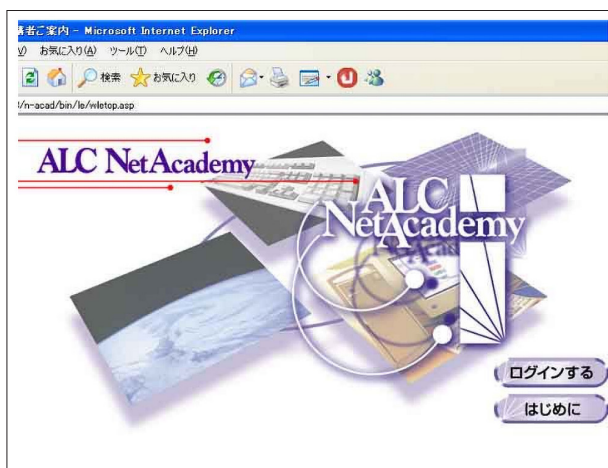 講者ご案内 - Microsoft Internet Explorer
V) お気に入り(A) ツール(T) ヘルプ(H)
検索 お気に入り
/n-acad/bin/le/wletop.asp
ALC NetAcademy
ALC
NetAcademy
ログインする
はじめに